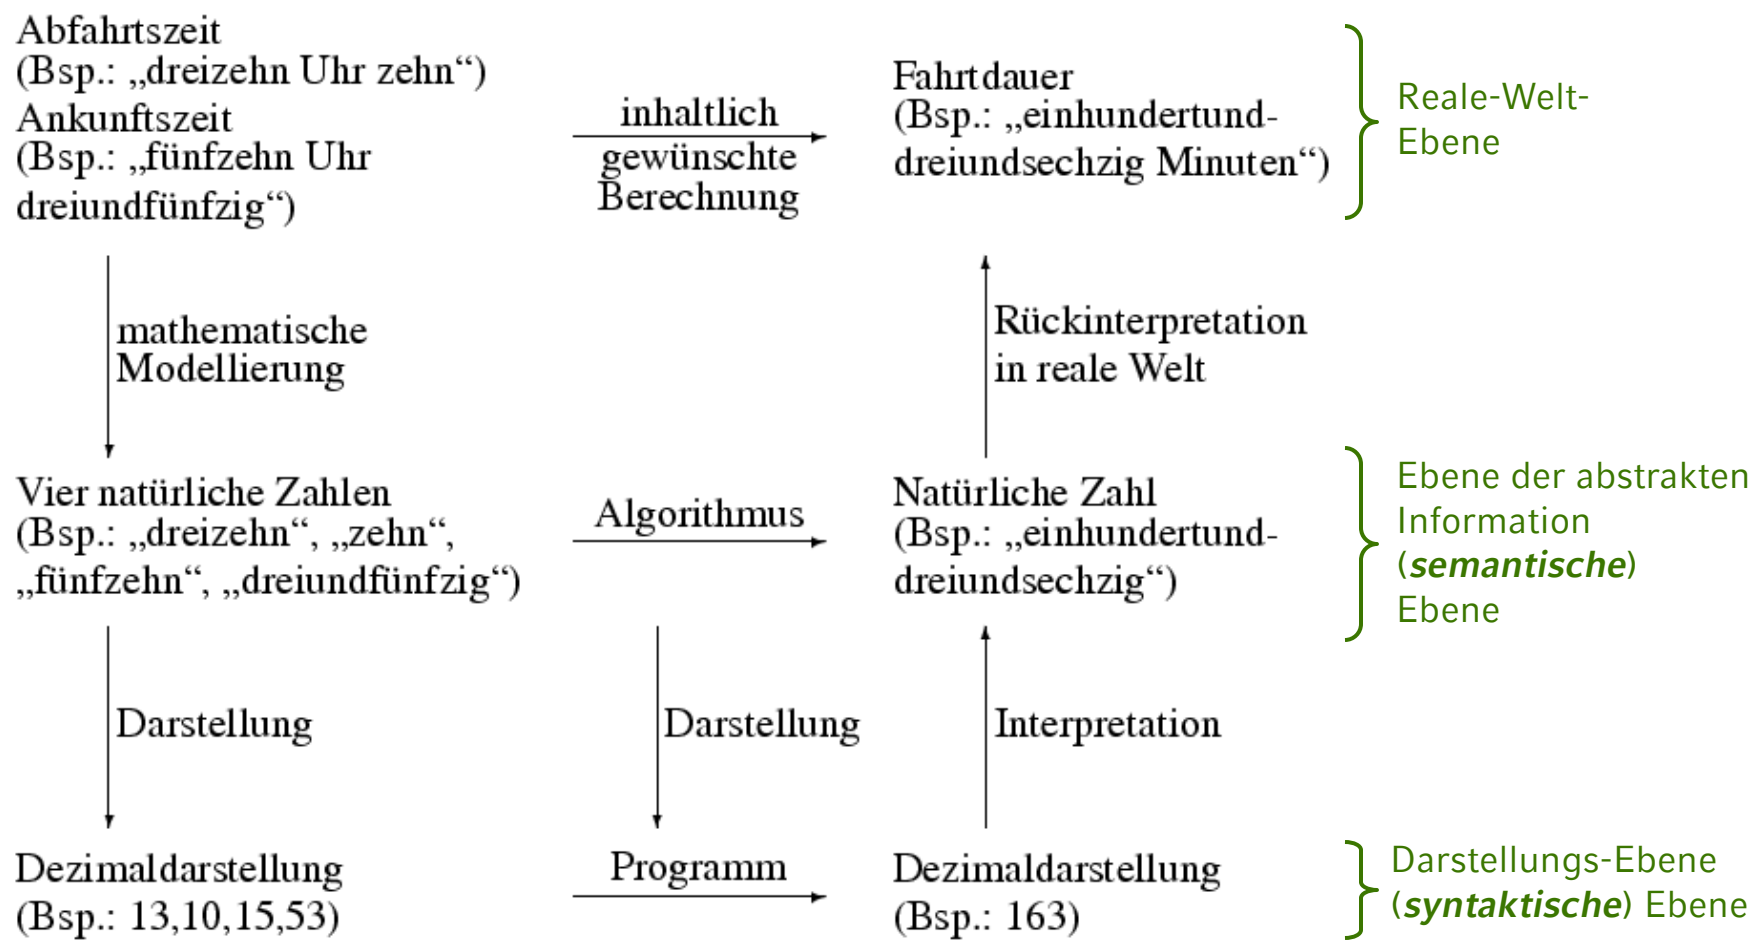 Abfahrtszeit
(Bsp.: „dreizehn Uhr zehn“)
Ankunftszeit
(Bsp.: „fünfzehn Uhr
dreiundfünfzig“)
inhaltlich
gewünschte
Berechnung
Fahrtdauer
(Bsp.: „einhundertund-
dreiundsechzig Minuten“)
Reale-Welt-
Ebene
mathematische
Modellierung
Rückinterpretation
in reale Welt
Vier natürliche Zahlen
(Bsp.: „dreizehn“, „zehn“,
„fünfzehn“, „dreiundfünfzig“)
Algorithmus
Natürliche Zahl
(Bsp.: „einhundertund-
dreiundsechzig“)
Ebene der abstrakten
Information
(semantische)
Ebene
Darstellung
Darstellung
Interpretation
Dezimaldarstellung
(Bsp.: 13,10,15,53)
Programm
Dezimaldarstellung
(Bsp.: 163)
Darstellungs-Ebene
(syntaktische) Ebene